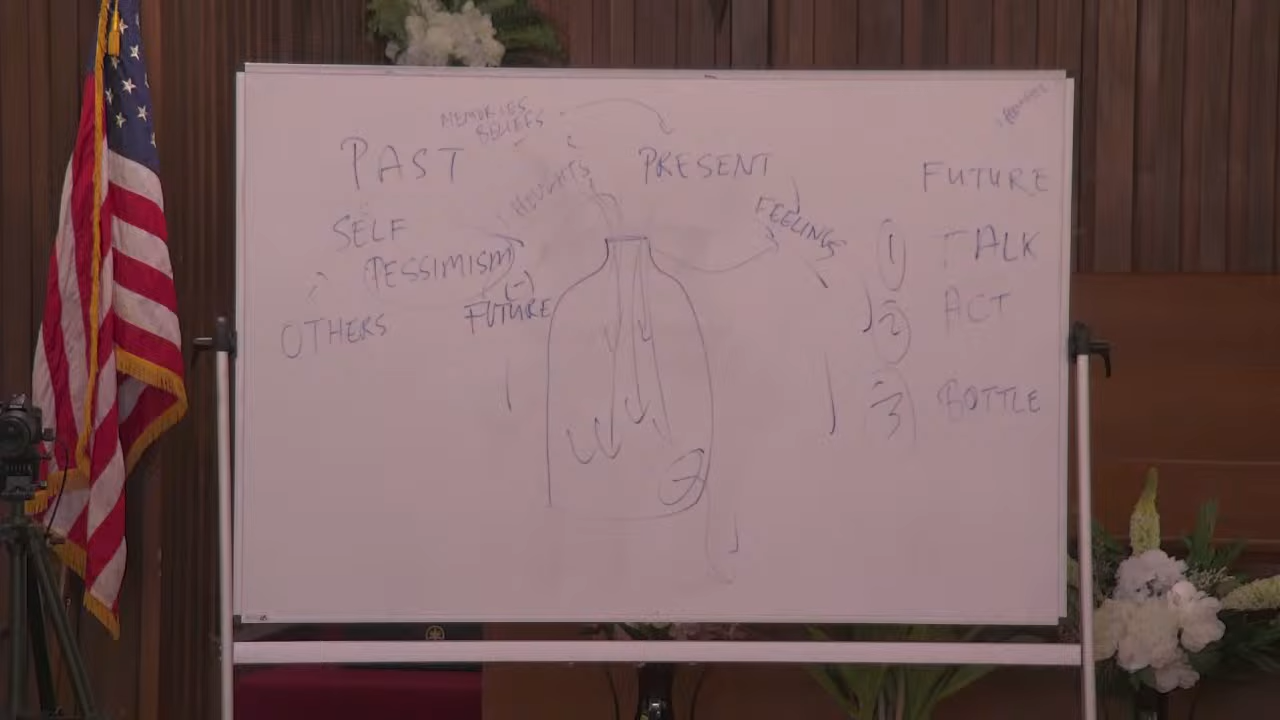 MEMORIES
BELIEFS
PAST
PRESENT
FUTURE
THOUGHTS
FEELINGS
SELF
(PESSIMISM)
(-)
FUTURE
OTHERS
1 TALK
2 ACT
3 BOTTLE